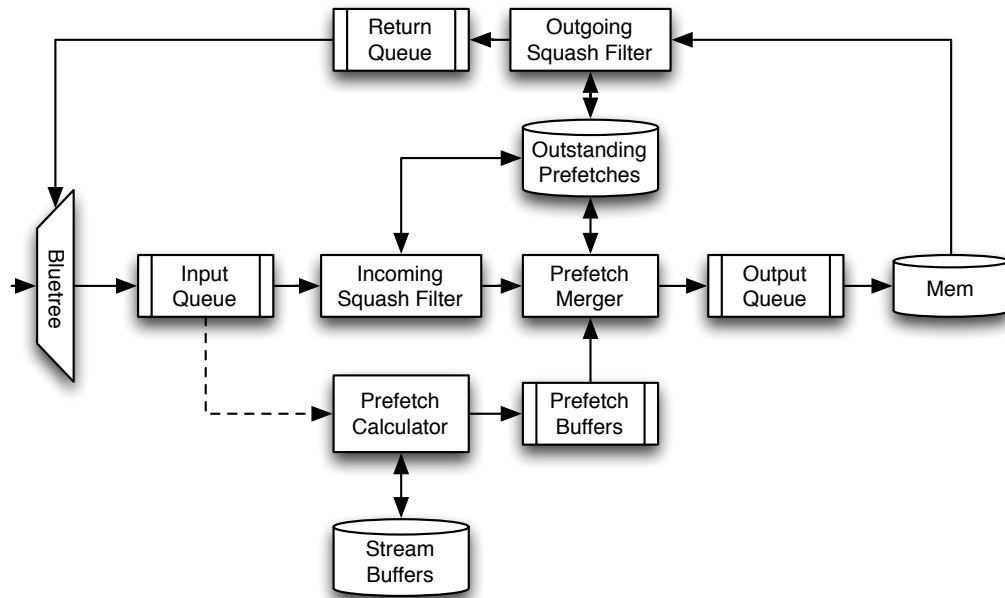 Return
Queue
Outgoing
Squash Filter
Outstanding
Prefetches
Bluetree
Input
Queue
Incoming
Squash Filter
Prefetch
Merger
Output
Queue
Mem
Prefetch
Calculator
Prefetch
Buffers
Stream
Buffers